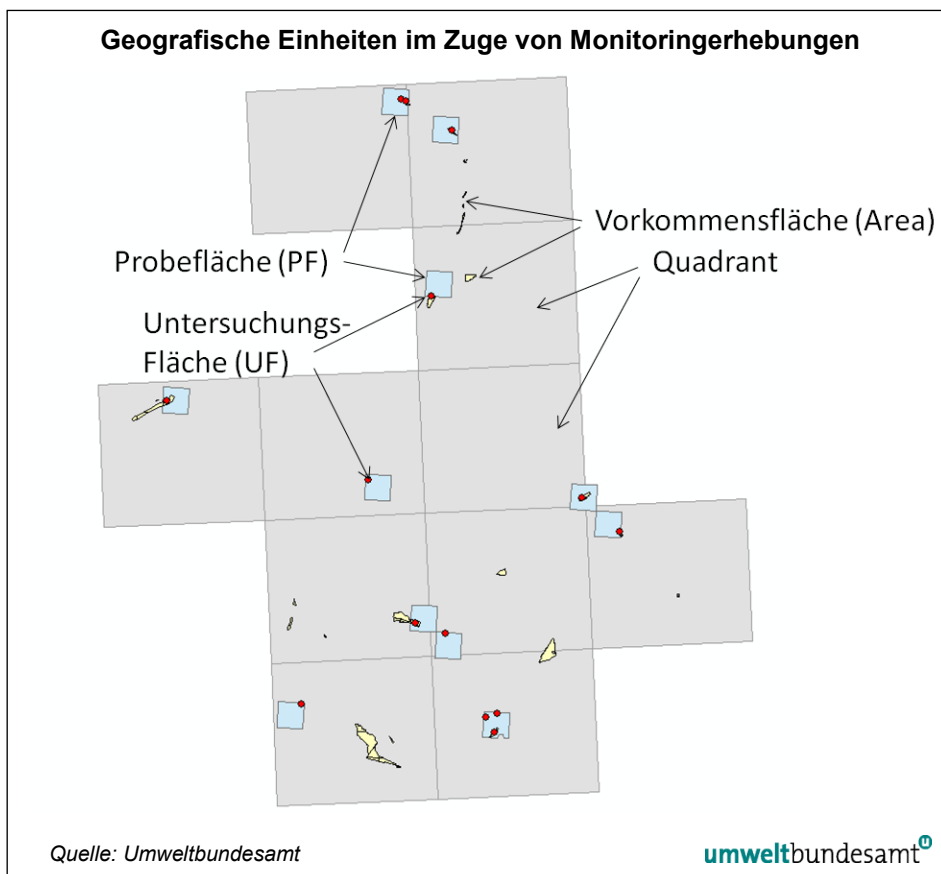 Geografische Einheiten im Zuge von Monitoringerhebungen
Vorkommensfläche (Area)
Probefläche (PF)
Quadrant
Untersuchungs-
Fläche (UF)
Quelle: Umweltbundesamt
umweltbundesamt u